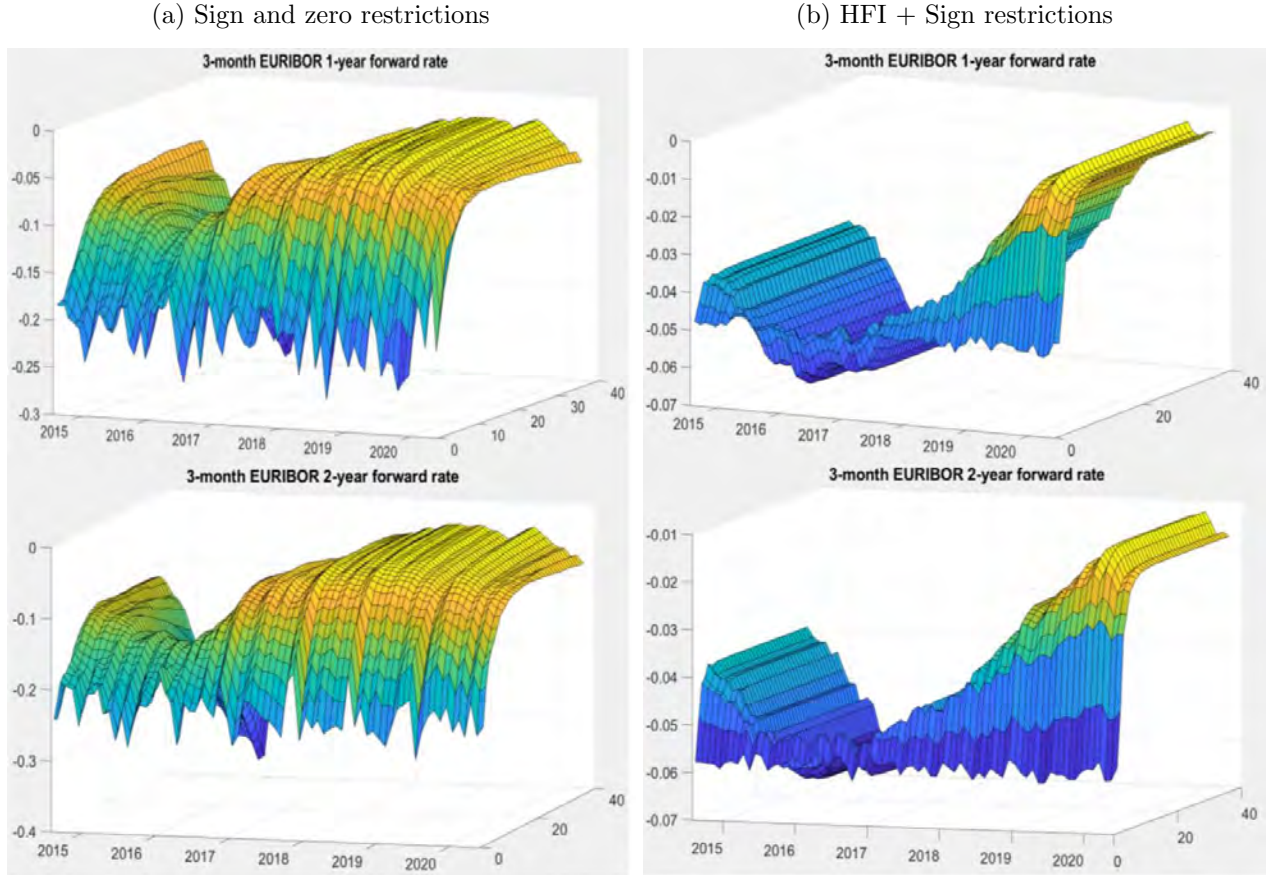 (a) Sign and zero restrictions
(b) HFI + Sign restrictions
3-month EURIBOR 1-year forward rate
0
-0.05
-0.1
-0.15
-0.2
-0.25
-0.3
2015 2016 2017 2018 2019 2020
0 10 20 30 40
3-month EURIBOR 1-year forward rate
0
-0.01
-0.02
-0.03
-0.04
-0.05
-0.06
-0.07
2015 2016 2017 2018 2019 2020
0 20 40
3-month EURIBOR 2-year forward rate
0
-0.1
-0.2
-0.3
-0.4
2015 2016 2017 2018 2019 2020
0 20 40
3-month EURIBOR 2-year forward rate
-0.01
-0.02
-0.03
-0.04
-0.05
-0.06
-0.07
2015 2016 2017 2018 2019 2020
0 20 40